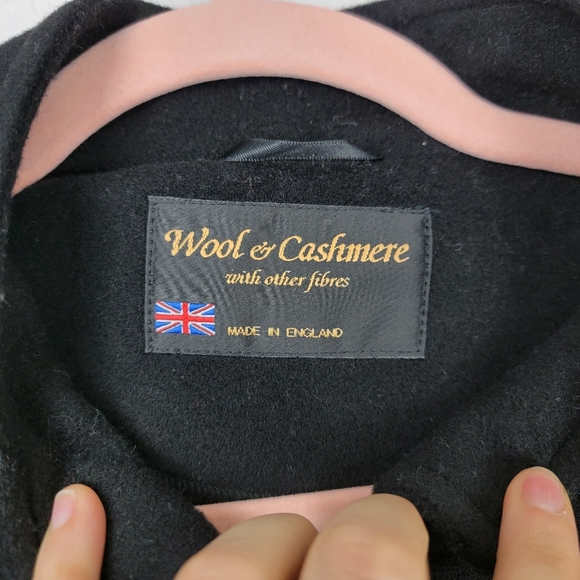 Wool & Cashmere
with other fibres
MADE IN ENGLAND